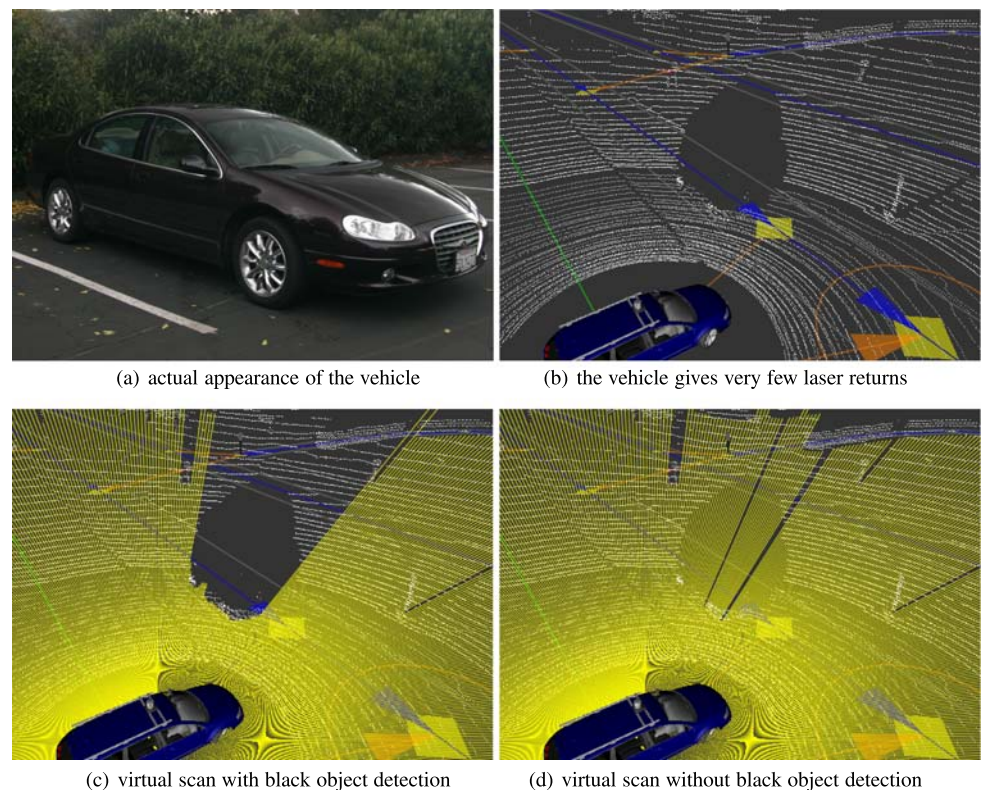 (a) actual appearance of the vehicle
(b) the vehicle gives very few laser returns
(c) virtual scan with black object detection
(d) virtual scan without black object detection